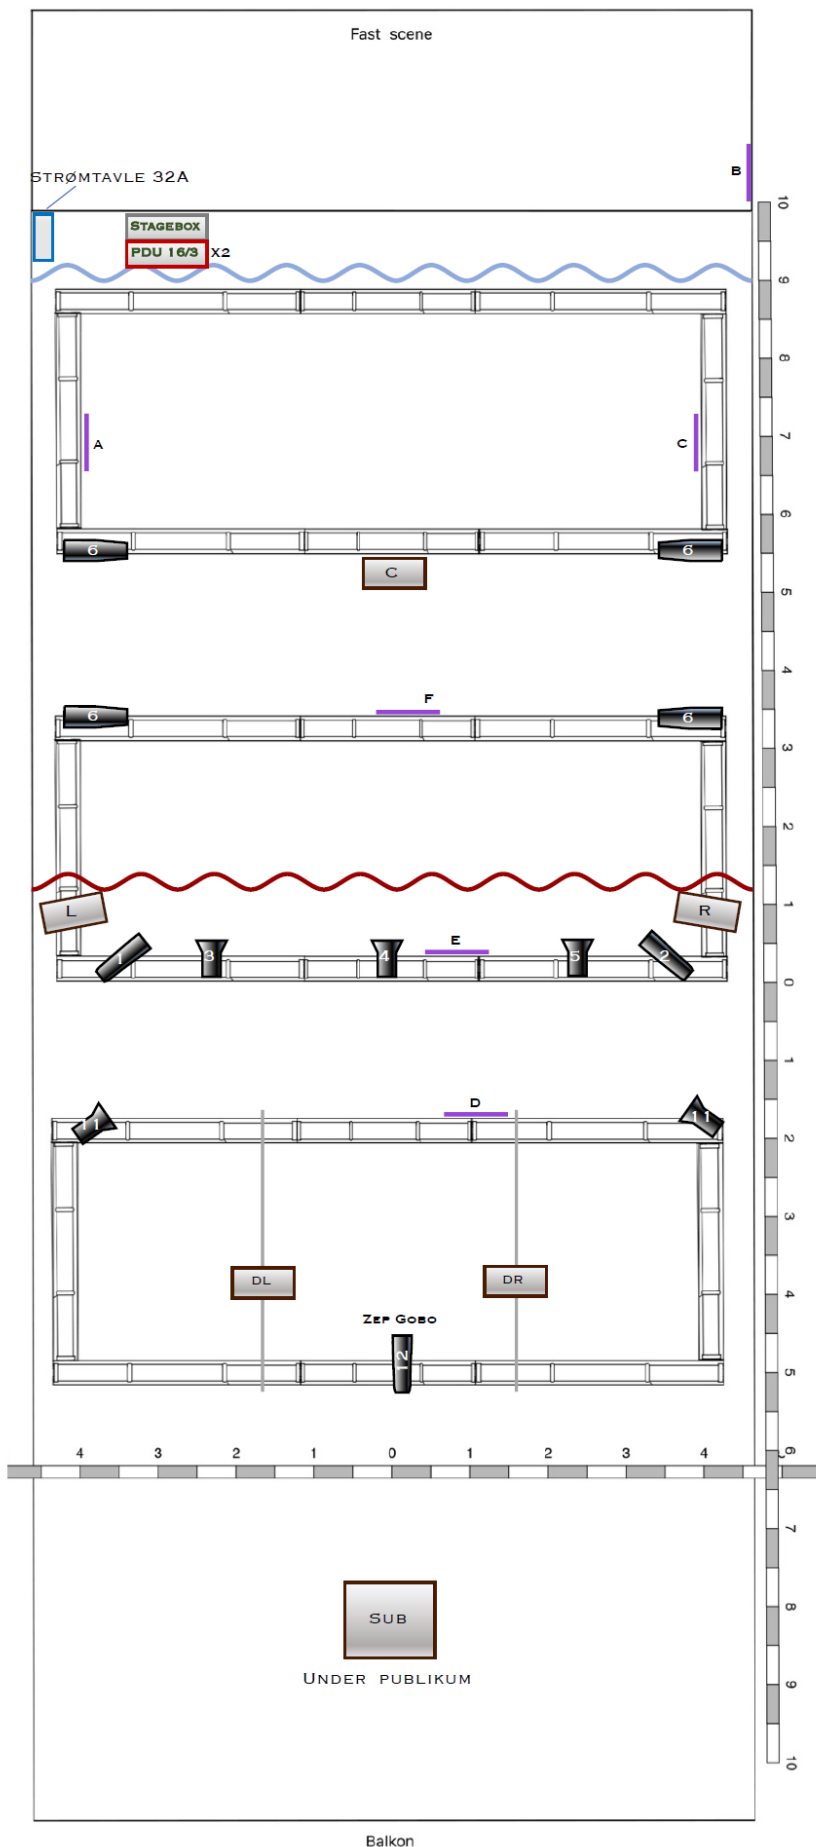 Fast scene
B
STRØMTAVLE 32A
10
STAGEBOX
PDU 16/3 X2
9
8
A
C
7
6
6
6
C
5
4
F
6
6
3
2
L
R
1
E
1
3
4
5
2
0
1
D
11
11
2
3
DL
DR
4
ZEP GOBO
12
5
4 3 2 1 0 1 2 3 4
6
7
SUB
8
UNDER PUBLIKUM
9
10
Balkon